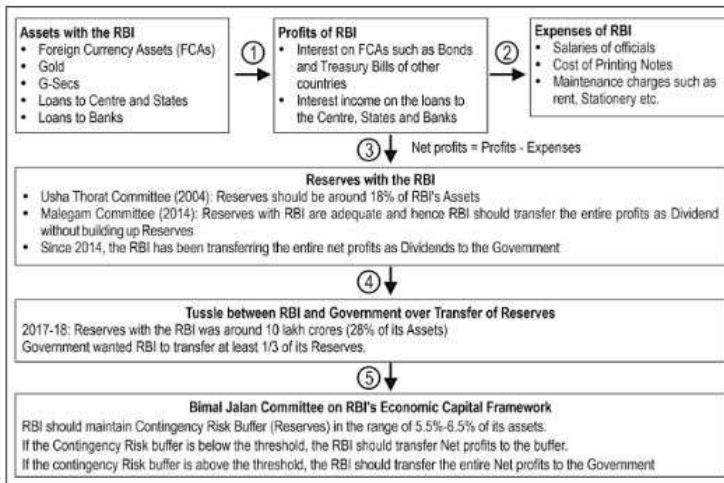 Assets with the RBI
• Foreign Currency Assets (FCAs)
• Gold
• G-Secs
• Loans to Centre and States
• Loans to Banks
①
Profits of RBI
• Interest on FCAs such as Bonds
and Treasury Bills of other
countries
• Interest income on the loans to
the Centre, States and Banks
②
Expenses of RBI
• Salaries of officials
• Cost of Printing Notes
• Maintenance charges such as
rent, Stationery etc.
③ Net profits = Profits - Expenses
Reserves with the RBI
• Usha Thorat Committee (2004): Reserves should be around 18% of RBI's Assets
• Malegam Committee (2014): Reserves with RBI are adequate and hence RBI should transfer the entire profits as Dividend
without building up Reserves
• Since 2014, the RBI has been transferring the entire net profits as Dividends to the Government
④
Tussle between RBI and Government over Transfer of Reserves
2017-18: Reserves with the RBI was around 10 lakh crores (28% of its Assets)
Government wanted RBI to transfer at least 1/3 of its Reserves.
⑤
Bimal Jalan Committee on RBI's Economic Capital Framework
RBI should maintain Contingency Risk Buffer (Reserves) in the range of 5.5%-6.5% of its assets.
If the Contingency Risk buffer is below the threshold, the RBI should transfer Net profits to the buffer.
If the contingency Risk buffer is above the threshold, the RBI should transfer the entire Net profits to the Government